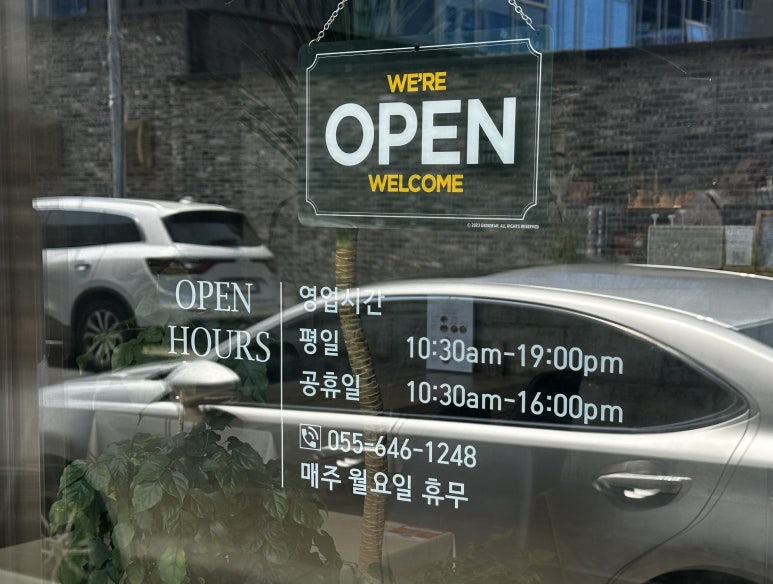 WE'RE
OPEN
WELCOME
OPEN
HOURS
영업시간
평일 10:30am-19:00pm
공휴일 10:30am-16:00pm
055-646-1248
매주 월요일 휴무